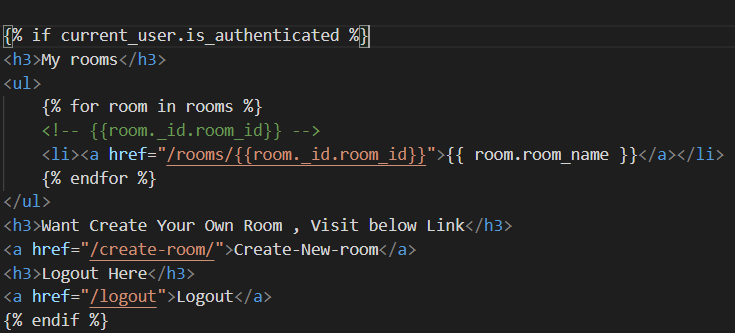 {% if current_user.is_authenticated %}
<h3>My rooms</h3>
<ul>
    {% for room in rooms %}
    <!-- {{room._id.room_id}} -->
    <li><a href="/rooms/{{room._id.room_id}}">{{ room.room_name }}</a></li>
    {% endfor %}
</ul>
<h3>Want Create Your Own Room , Visit below Link</h3>
<a href="/create-room/">Create-New-room</a>
<h3>Logout Here</h3>
<a href="/logout">Logout</a>
{% endif %}